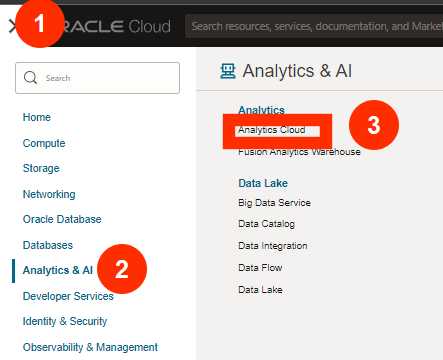 1
ORACLE Cloud
Search resources, services, documentation, and Market
Search
Home
Compute
Storage
Networking
Oracle Database
Databases
Analytics & AI
2
Developer Services
Identity & Security
Observability & Management
Analytics & AI
Analytics
Analytics Cloud
3
Fusion Analytics Warehouse
Data Lake
Big Data Service
Data Catalog
Data Integration
Data Flow
Data Lake